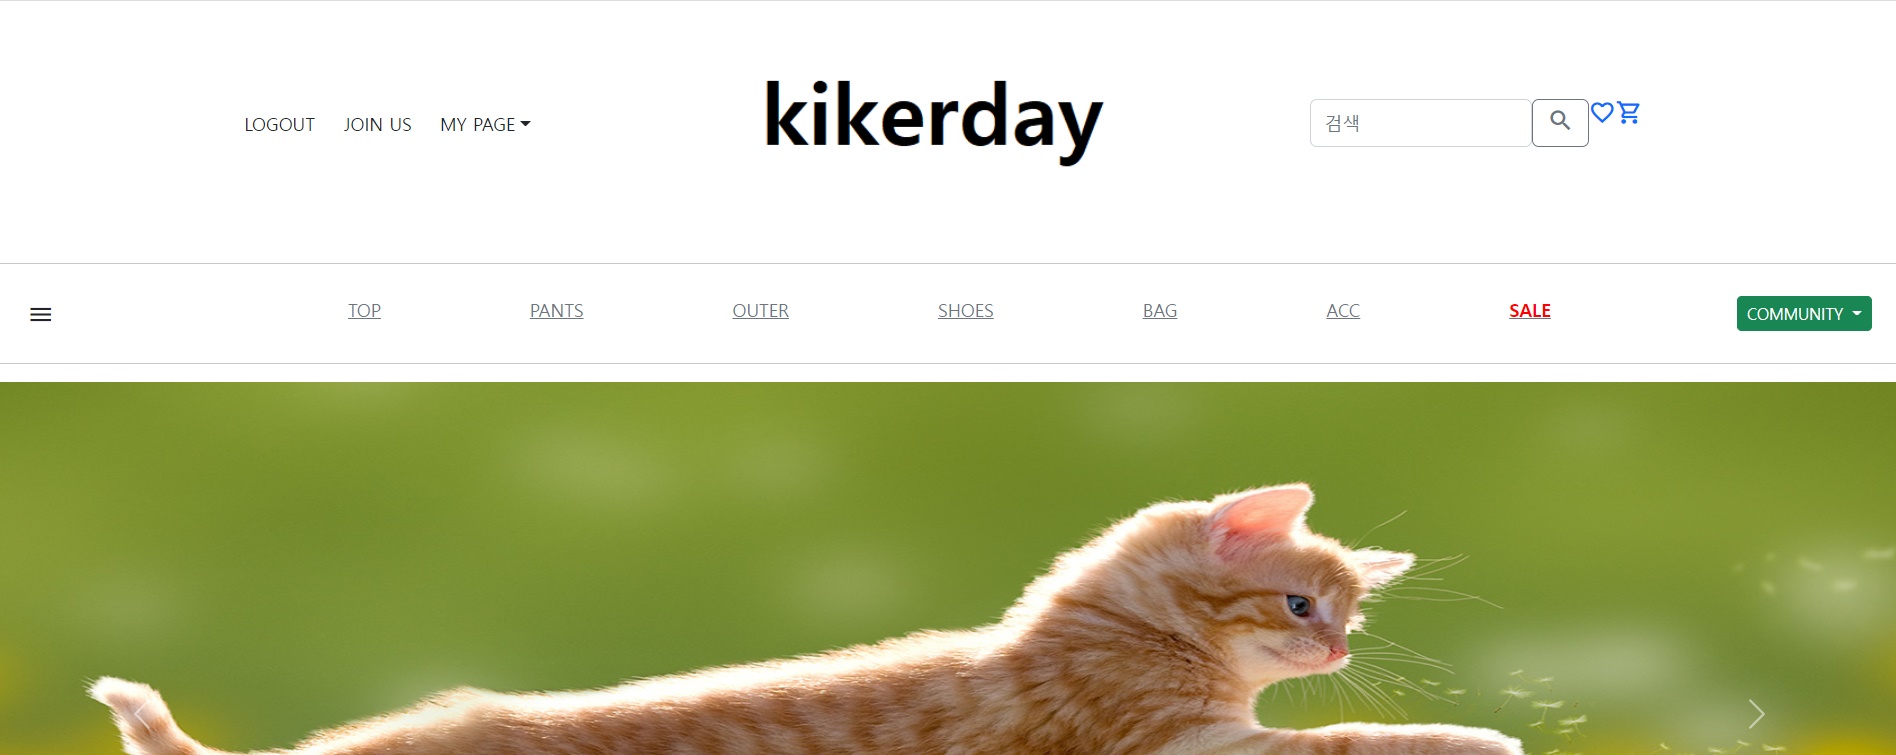 LOGOUT JOIN US MY PAGE kikerday 검색
TOP PANTS OUTER SHOES BAG ACC SALE COMMUNITY